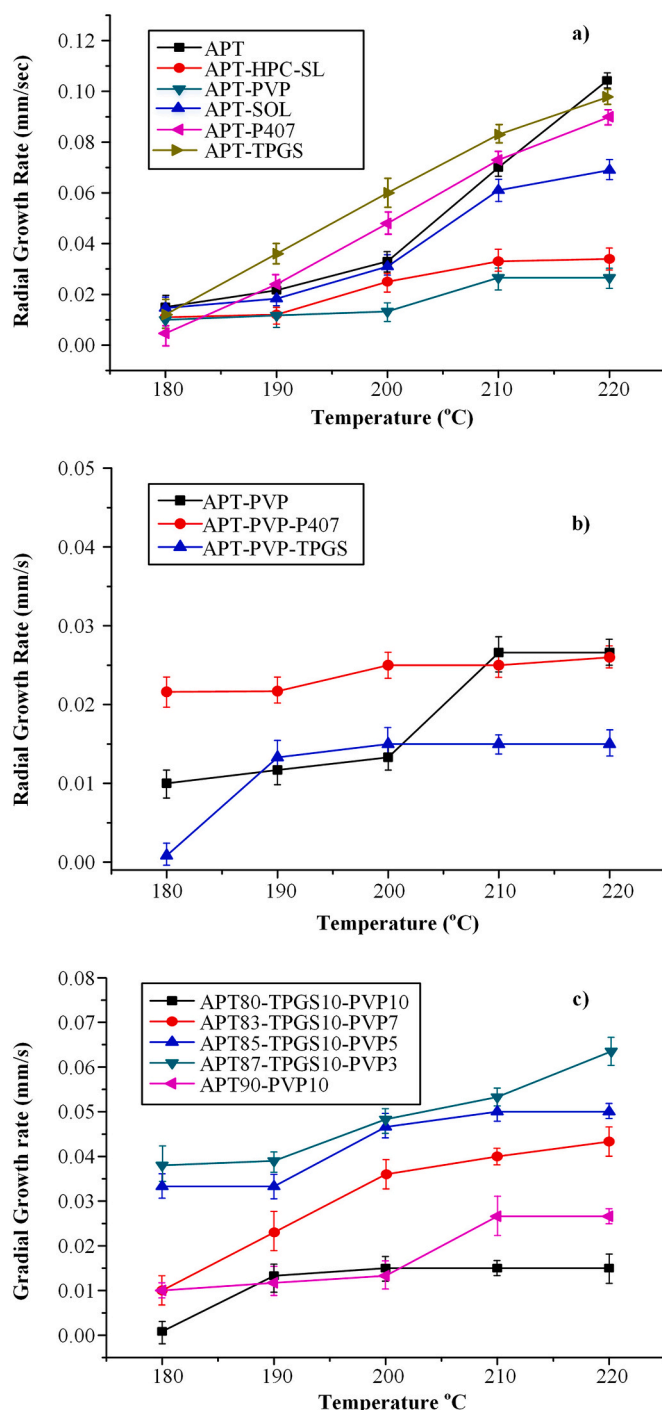 a)
APT
APT-HPC-SL
APT-PVP
APT-SOL
APT-P407
APT-TPGS
Radial Growth Rate (mm/sec)
0.12
0.10
0.08
0.06
0.04
0.02
0.00
180 190 200 210 220
Temperature (°C)
b)
APT-PVP
APT-PVP-P407
APT-PVP-TPGS
Radial Growth Rate (mm/s)
0.05
0.04
0.03
0.02
0.01
0.00
180 190 200 210 220
Temperature (°C)
c)
APT80-TPGS10-PVP10
APT83-TPGS10-PVP7
APT85-TPGS10-PVP5
APT87-TPGS10-PVP3
APT90-PVP10
Gradial Growth rate (mm/s)
0.08
0.07
0.06
0.05
0.04
0.03
0.02
0.01
0.00
180 190 200 210 220
Temperature °C